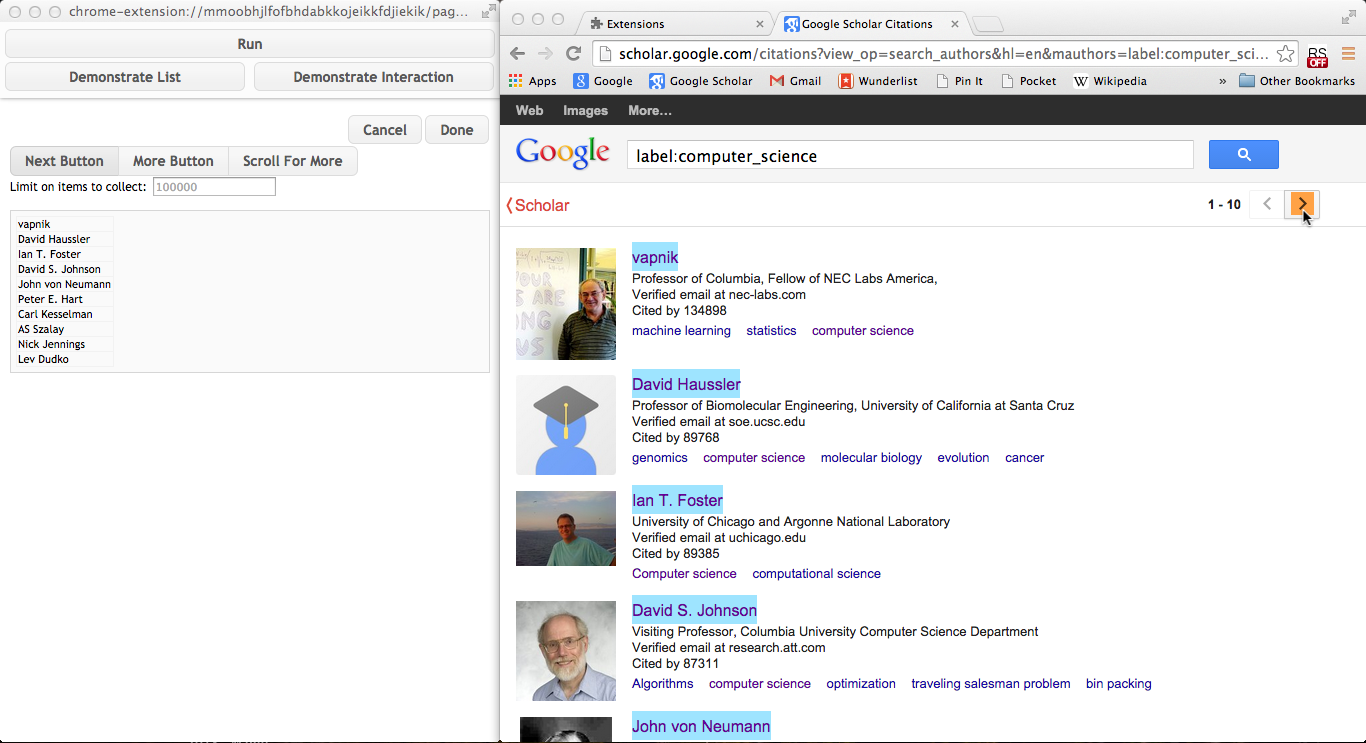 chrome-extension://mmoobhjlfofbhdabkkojeikkfdjiekik/pag...
Run
Demonstrate List
Demonstrate Interaction
Cancel
Done
Next Button
More Button
Scroll For More
Limit on items to collect: 100000
vapnik
David Haussler
Ian T. Foster
David S. Johnson
John von Neumann
Peter E. Hart
Carl Kesselman
AS Szalay
Nick Jennings
Lev Dudko
Extensions
Google Scholar Citations
scholar.google.com/citations?view_op=search_authors&hl=en&mauthors=label:computer_sci...
RS
OFF
Apps
Google
Google Scholar
Gmail
Wunderlist
Pin It
Pocket
Wikipedia
»
Other Bookmarks
Web
Images
More...
Google
label:computer_science
Scholar
1 - 10
vapnik
Professor of Columbia, Fellow of NEC Labs America,
Verified email at nec-labs.com
Cited by 134898
machine learning statistics computer science
David Haussler
Professor of Biomolecular Engineering, University of California at Santa Cruz
Verified email at soe.ucsc.edu
Cited by 89768
genomics computer science molecular biology evolution cancer
Ian T. Foster
University of Chicago and Argonne National Laboratory
Verified email at uchicago.edu
Cited by 89385
Computer science computational science
David S. Johnson
Visiting Professor, Columbia University Computer Science Department
Verified email at research.att.com
Cited by 87311
Algorithms computer science optimization traveling salesman problem bin packing
John von Neumann